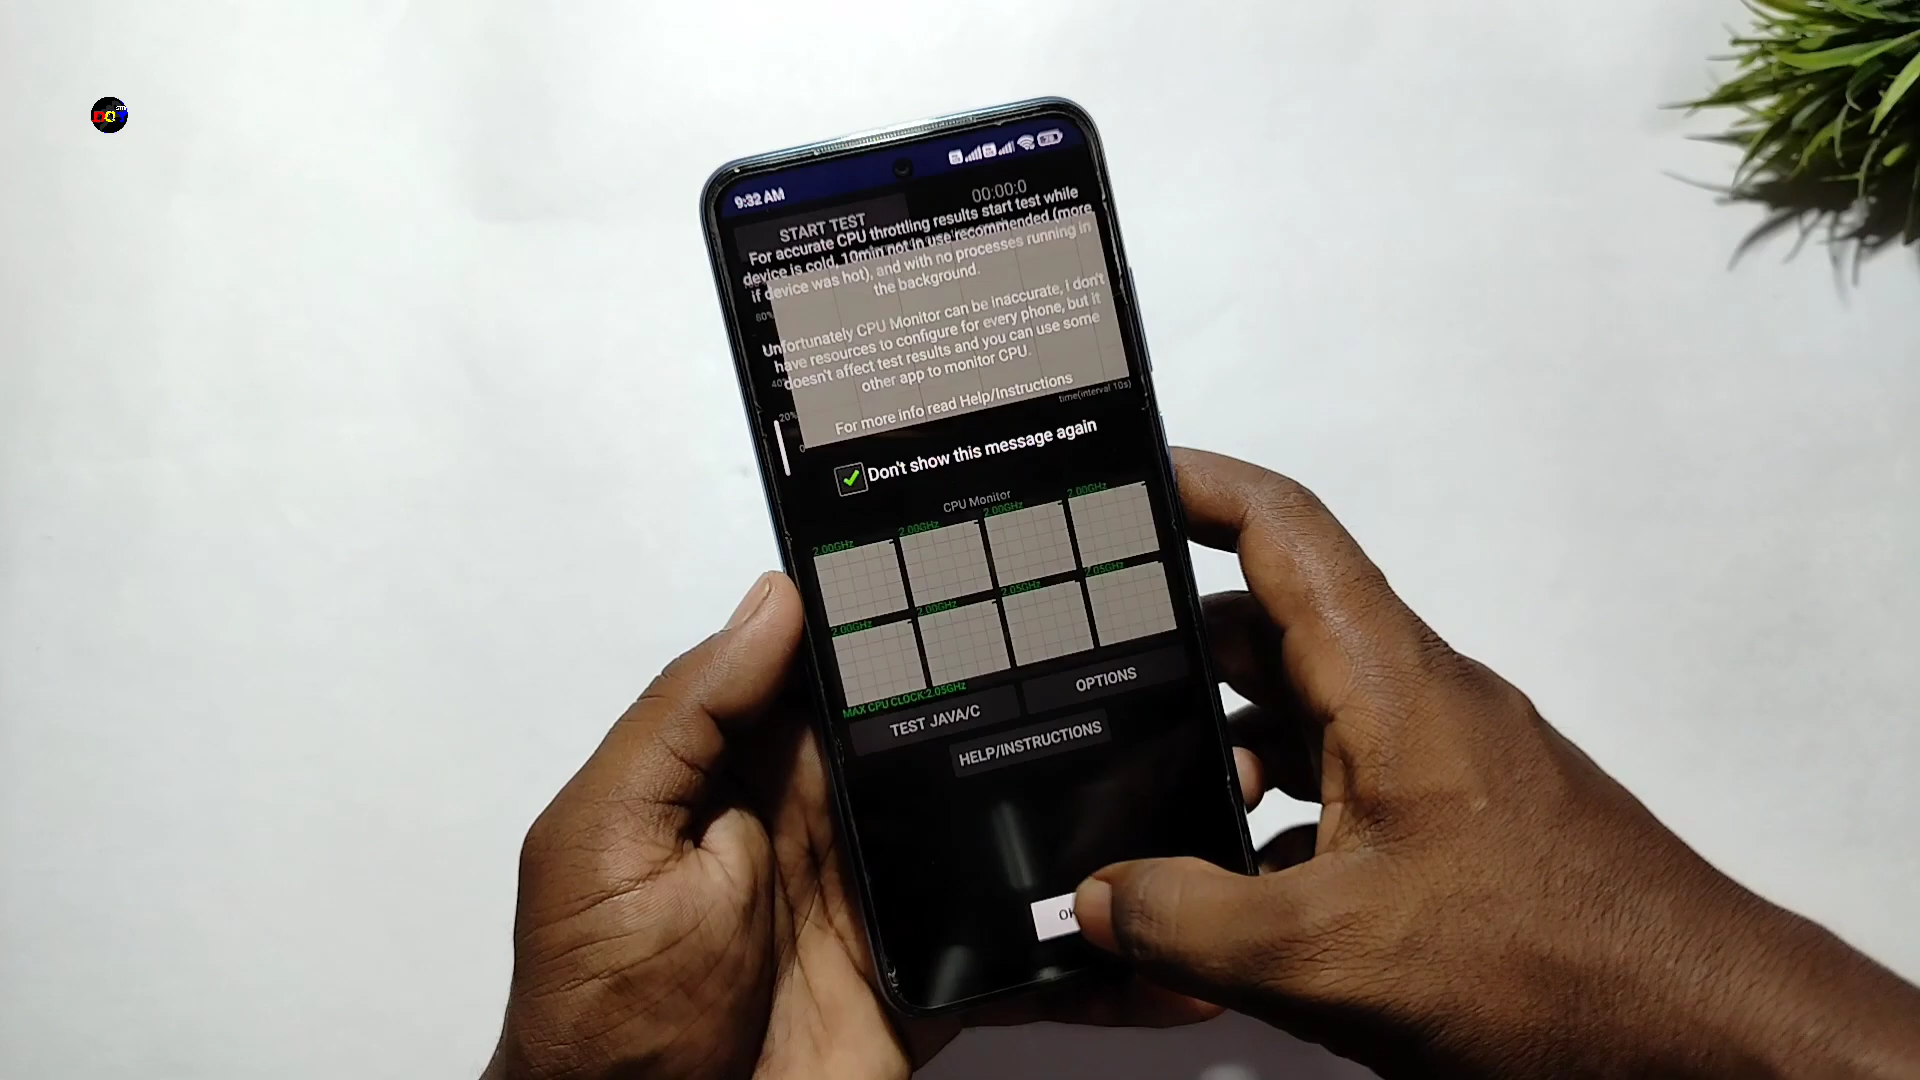 9:32 AM
00:00:0
START TEST
For accurate CPU throttling results start test while
device is cold, 10min not in use recommended (more
if device was hot), and with no processes running in
the background.
Unfortunately CPU Monitor can be inaccurate, I don't
have resources to configure for every phone, but it
doesn't affect test results and you can use some
other app to monitor CPU.
For more info read Help/Instructions
80%
40%
20%
0
time(interval 10s)
Don't show this message again
CPU Monitor
2.00GHz 2.00GHz 2.00GHz 2.00GHz
2.00GHz 2.00GHz 2.05GHz 2.05GHz
MAX CPU CLOCK:2.05GHz
TEST JAVA/C
OPTIONS
HELP/INSTRUCTIONS
OK